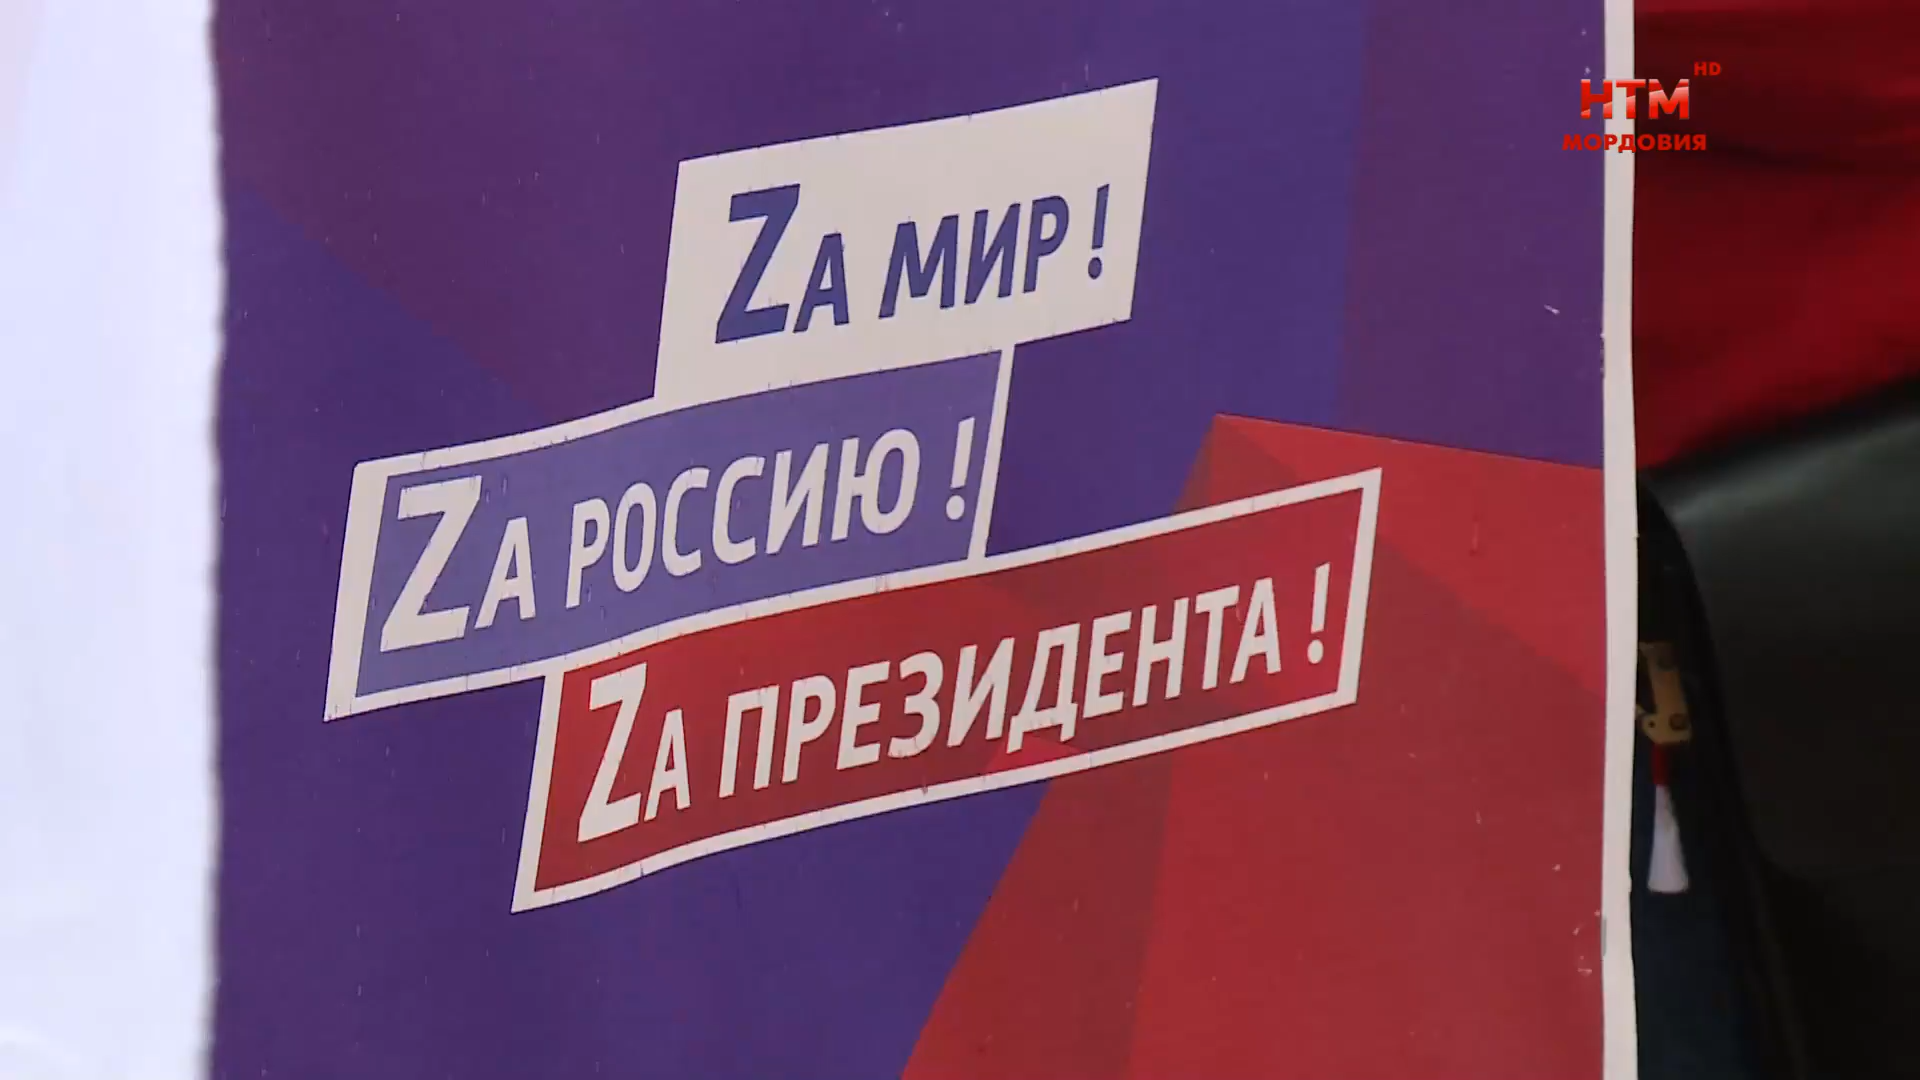 HD
НТМ
МОРДОВИЯ
Zа мир!
Zа Россию!
Zа Президента!